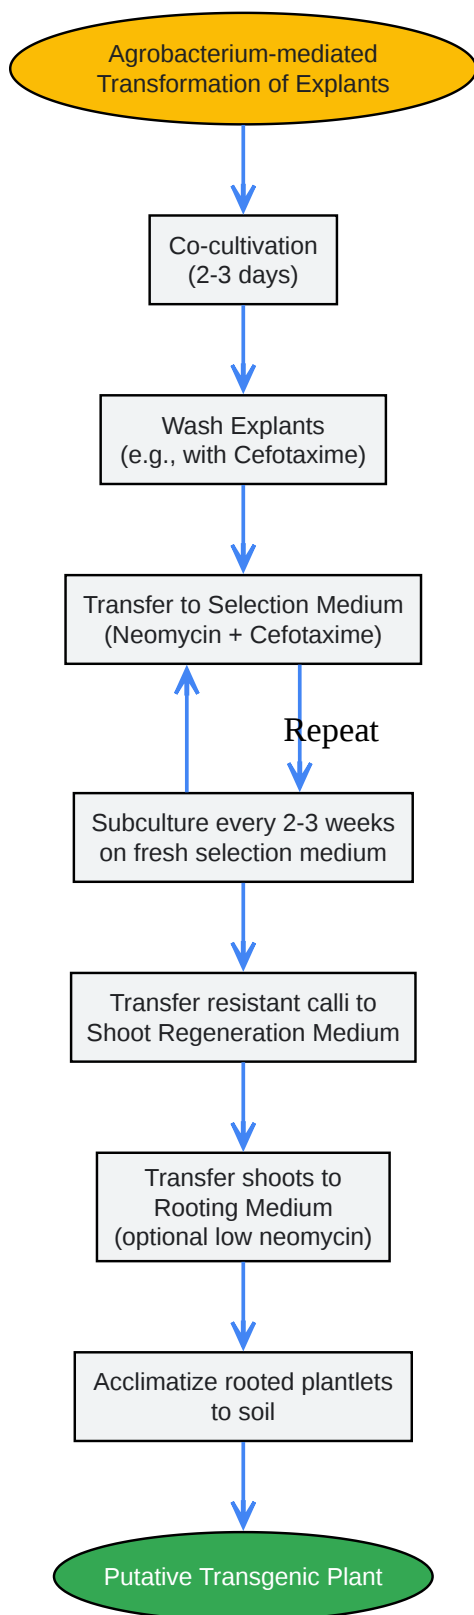 Agrobacterium-mediated
Transformation of Explants
Co-cultivation
(2-3 days)
Wash Explants
(e.g., with Cefotaxime)
Transfer to Selection Medium
(Neomycin + Cefotaxime)
Repeat
Subculture every 2-3 weeks
on fresh selection medium
Transfer resistant calli to
Shoot Regeneration Medium
Transfer shoots to
Rooting Medium
(optional low neomycin)
Acclimatize rooted plantlets
to soil
Putative Transgenic Plant